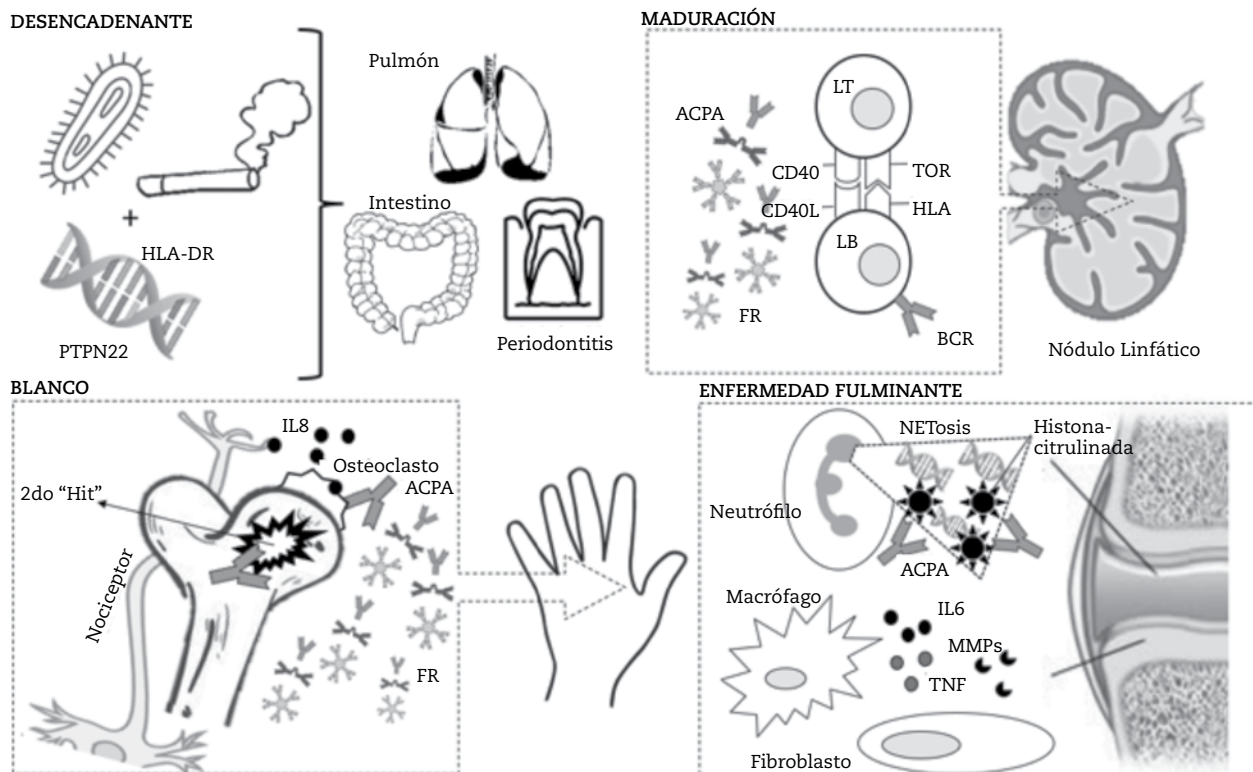 DESENCADENANTE
Pulmón
Intestino
HLA-DR
PTPN22
Periodontitis
MADURACIÓN
LT
ACPA
CD40
TOR
CD40L
HLA
LB
FR
BCR
Nódulo Linfático
BLANCO
IL8
Osteoclasto
ACPA
2do “Hit”
Nociceptor
FR
ENFERMEDAD FULMINANTE
NETosis
Histona-
citrulinada
Neutrófilo
ACPA
Macrófago
IL6
MMPs
TNF
Fibroblasto